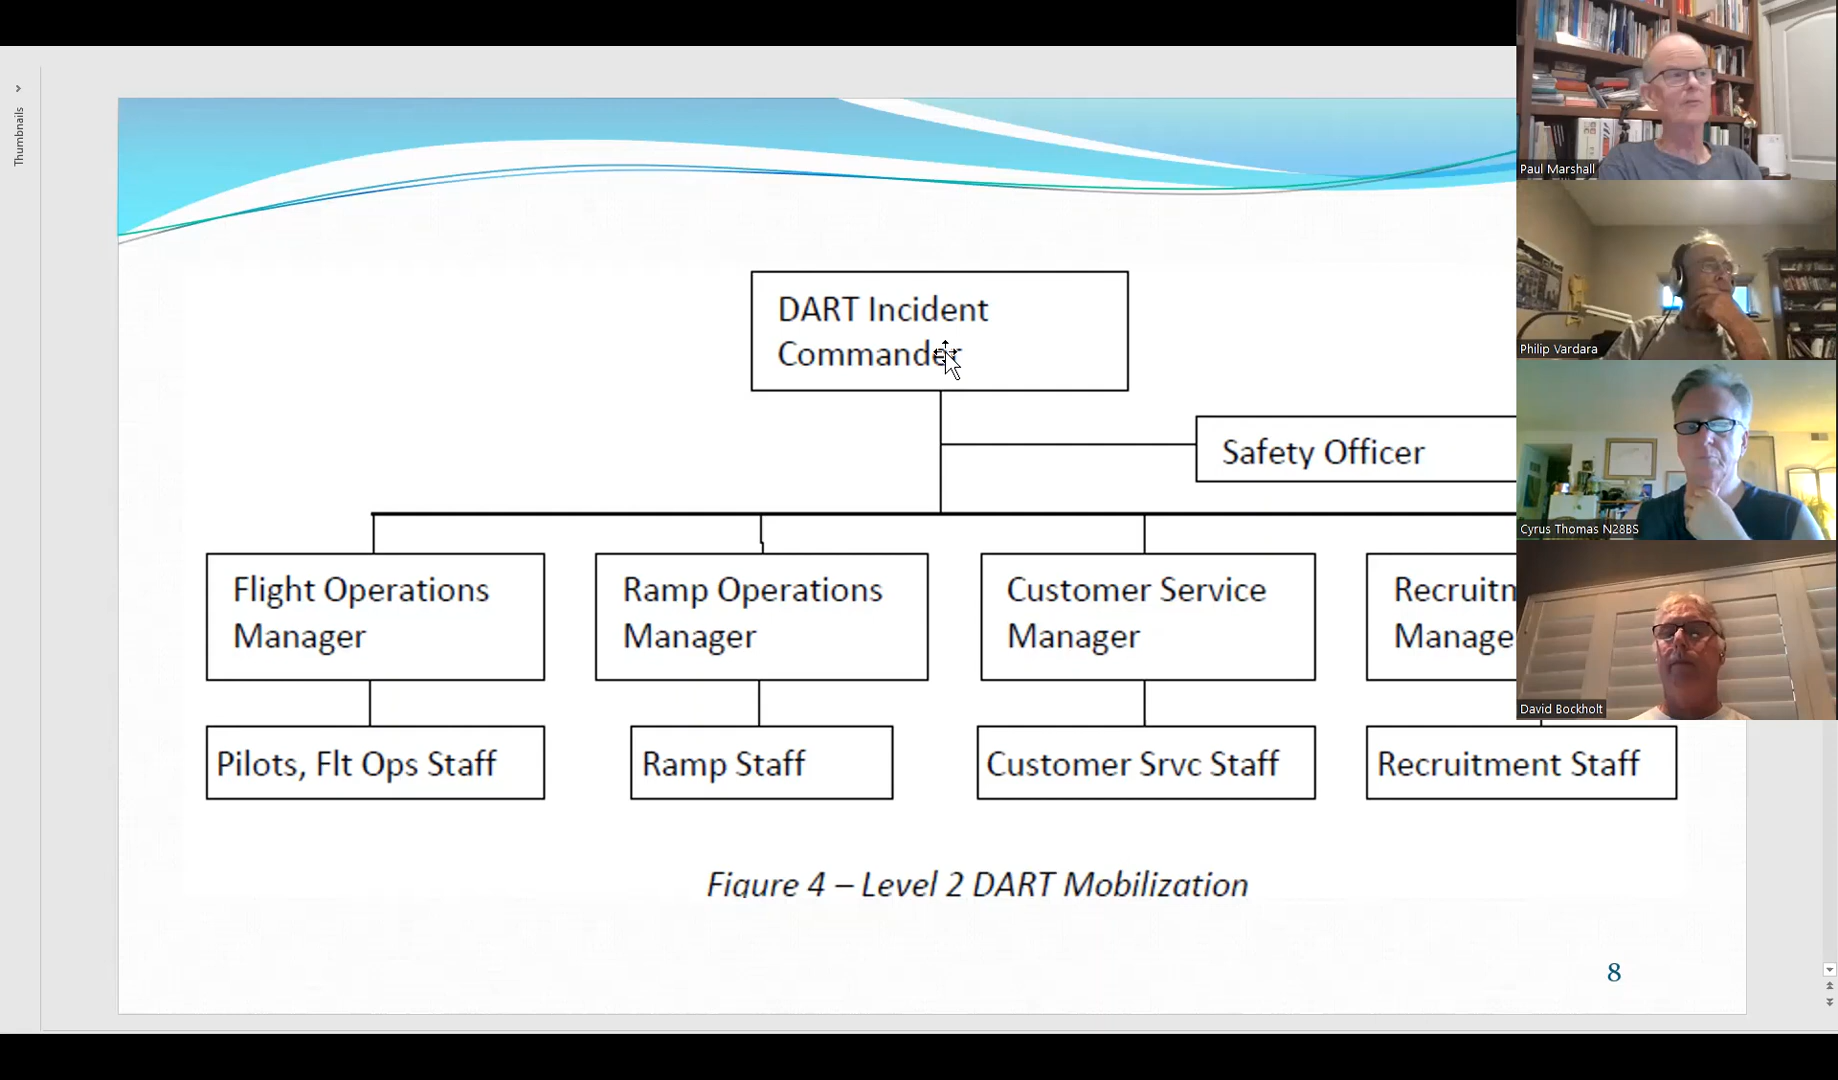 Thumbnails
DART Incident
Commander
Safety Officer
Flight Operations
Manager
Ramp Operations
Manager
Customer Service
Manager
Pilots, Flt Ops Staff
Ramp Staff
Customer Srvc Staff
Recruitment Staff
Figure 4 – Level 2 DART Mobilization
8
Paul Marshall
Philip Vardara
Cyrus Thomas N28BS
David Bockholt